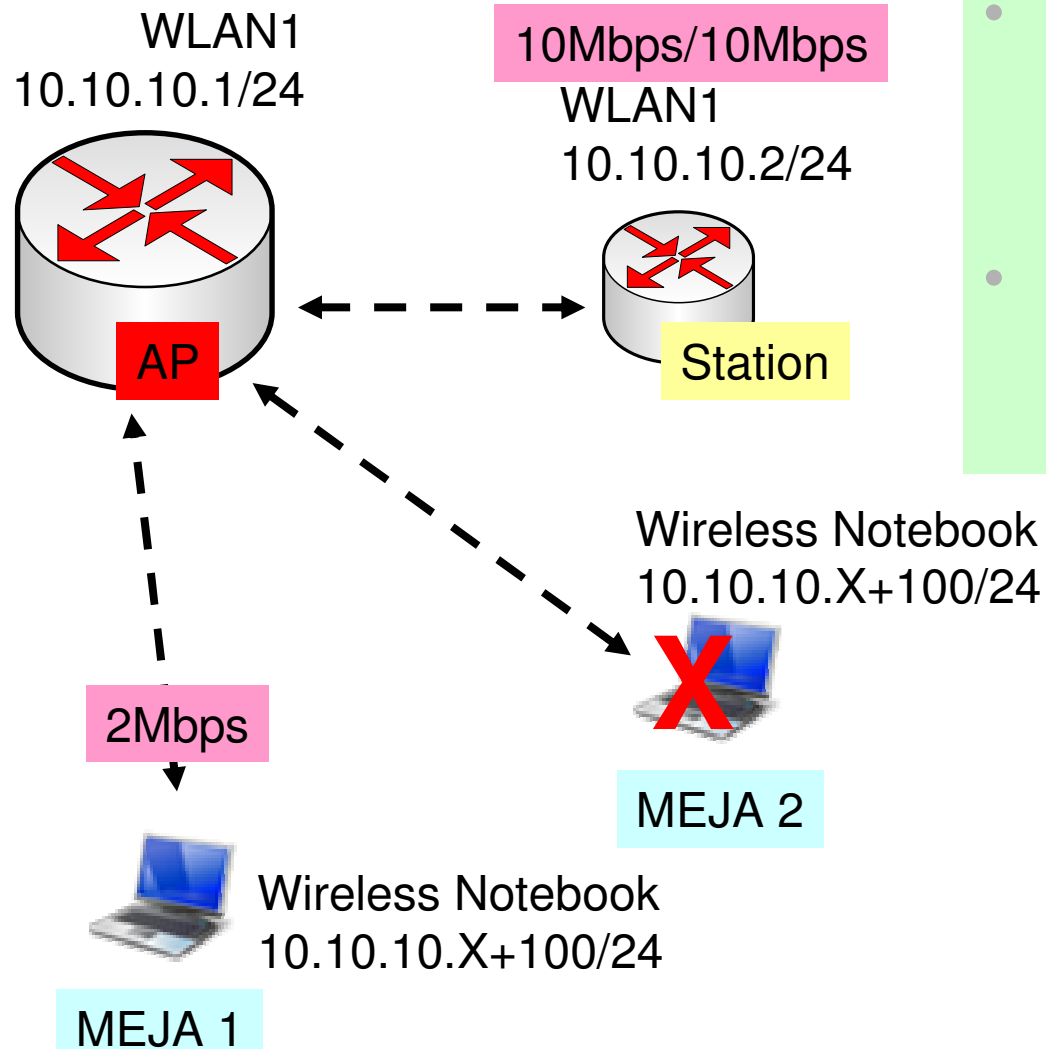 WLAN1
10.10.10.1/24
10Mbps/10Mbps
WLAN1
10.10.10.2/24
AP
Station
Wireless Notebook
10.10.10.X+100/24
X
2Mbps
MEJA 2
Wireless Notebook
10.10.10.X+100/24
MEJA 1